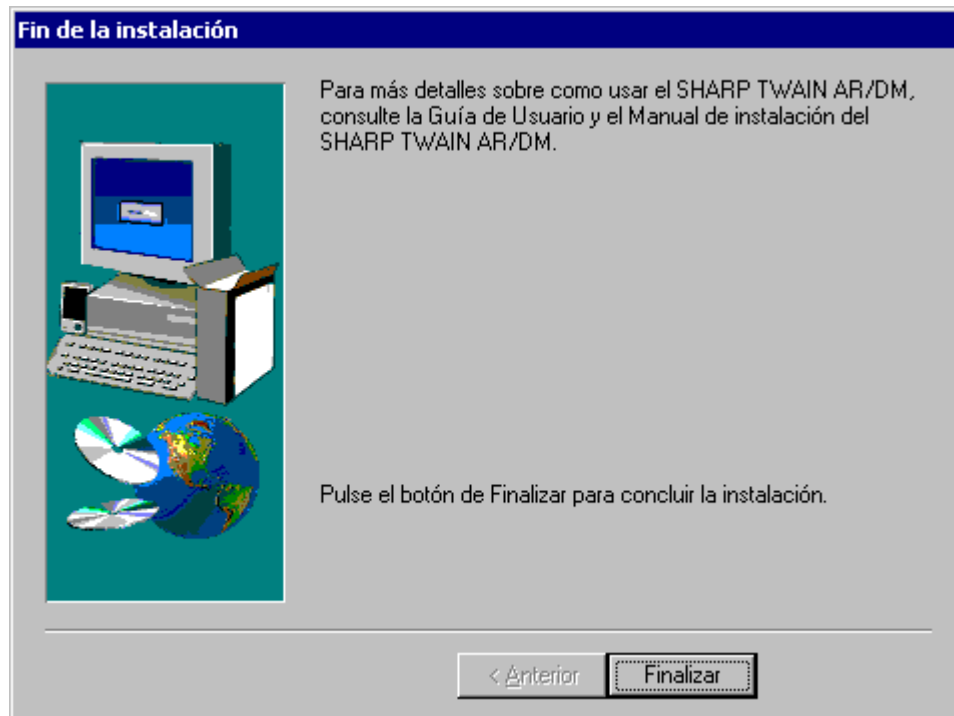 Fin de la instalación
Para más detalles sobre como usar el SHARP TWAIN AR/DM,
consulte la Guía de Usuario y el Manual de instalación del
SHARP TWAIN AR/DM.
Pulse el botón de Finalizar para concluir la instalación.
< Anterior
Finalizar